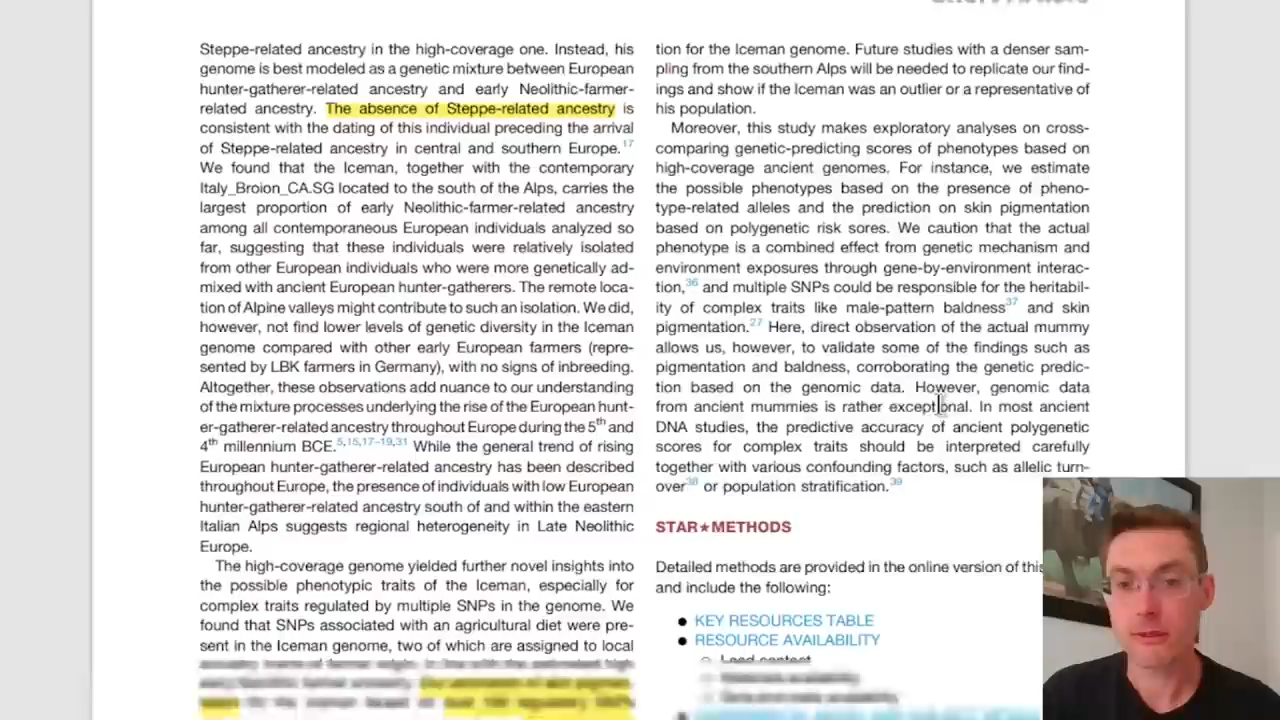 Steppe-related ancestry in the high-coverage one. Instead, his
genome is best modeled as a genetic mixture between European
hunter-gatherer-related ancestry and early Neolithic-farmer-
related ancestry. The absence of Steppe-related ancestry is
consistent with the dating of this individual preceding the arrival
of Steppe-related ancestry in central and southern Europe.17
We found that the Iceman, together with the contemporary
Italy_Broion_CA.SG located to the south of the Alps, carries the
largest proportion of early Neolithic-farmer-related ancestry
among all contemporaneous European individuals analyzed so
far, suggesting that these individuals were relatively isolated
from other European individuals who were more genetically ad-
mixed with ancient European hunter-gatherers. The remote loca-
tion of Alpine valleys might contribute to such an isolation. We did,
however, not find lower levels of genetic diversity in the Iceman
genome compared with other early European farmers (repre-
sented by LBK farmers in Germany), with no signs of inbreeding.
Altogether, these observations add nuance to our understanding
of the mixture processes underlying the rise of the European hunt-
er-gatherer-related ancestry throughout Europe during the 5th and
4th millennium BCE.5,15,17–19,31 While the general trend of rising
European hunter-gatherer-related ancestry has been described
throughout Europe, the presence of individuals with low European
hunter-gatherer-related ancestry south of and within the eastern
Italian Alps suggests regional heterogeneity in Late Neolithic
Europe.
The high-coverage genome yielded further novel insights into
the possible phenotypic traits of the Iceman, especially for
complex traits regulated by multiple SNPs in the genome. We
found that SNPs associated with an agricultural diet were pre-
sent in the Iceman genome, two of which are assigned to local
tion for the Iceman genome. Future studies with a denser sam-
pling from the southern Alps will be needed to replicate our find-
ings and show if the Iceman was an outlier or a representative of
his population.
Moreover, this study makes exploratory analyses on cross-
comparing genetic-predicting scores of phenotypes based on
high-coverage ancient genomes. For instance, we estimate
the possible phenotypes based on the presence of pheno-
type-related alleles and the prediction on skin pigmentation
based on polygenetic risk sores. We caution that the actual
phenotype is a combined effect from genetic mechanism and
environment exposures through gene-by-environment interac-
tion,36 and multiple SNPs could be responsible for the heritabil-
ity of complex traits like male-pattern baldness37 and skin
pigmentation.27 Here, direct observation of the actual mummy
allows us, however, to validate some of the findings such as
pigmentation and baldness, corroborating the genetic predic-
tion based on the genomic data. However, genomic data
from ancient mummies is rather exceptional. In most ancient
DNA studies, the predictive accuracy of ancient polygenetic
scores for complex traits should be interpreted carefully
together with various confounding factors, such as allelic turn-
over38 or population stratification.39
STAR★METHODS
Detailed methods are provided in the online version of this
and include the following:
● KEY RESOURCES TABLE
● RESOURCE AVAILABILITY
○ Lead contact